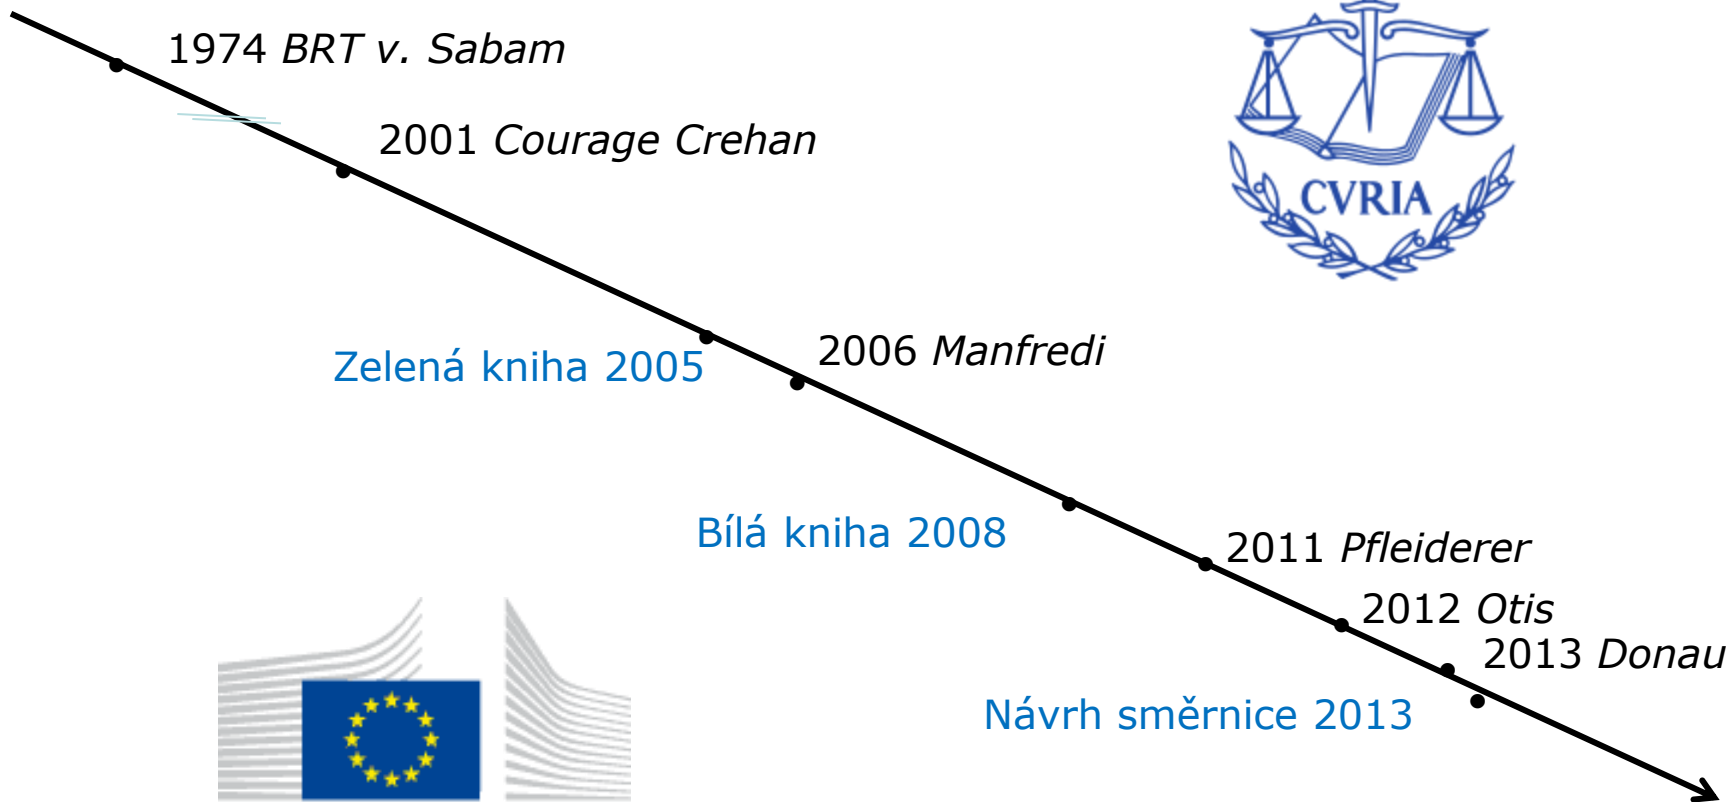 1974 BRT v. Sabam
2001 Courage Crehan
CVRIA
Zelená kniha 2005
2006 Manfredi
Bílá kniha 2008
2011 Pfleiderer
2012 Otis
2013 Donau
Návrh směrnice 2013